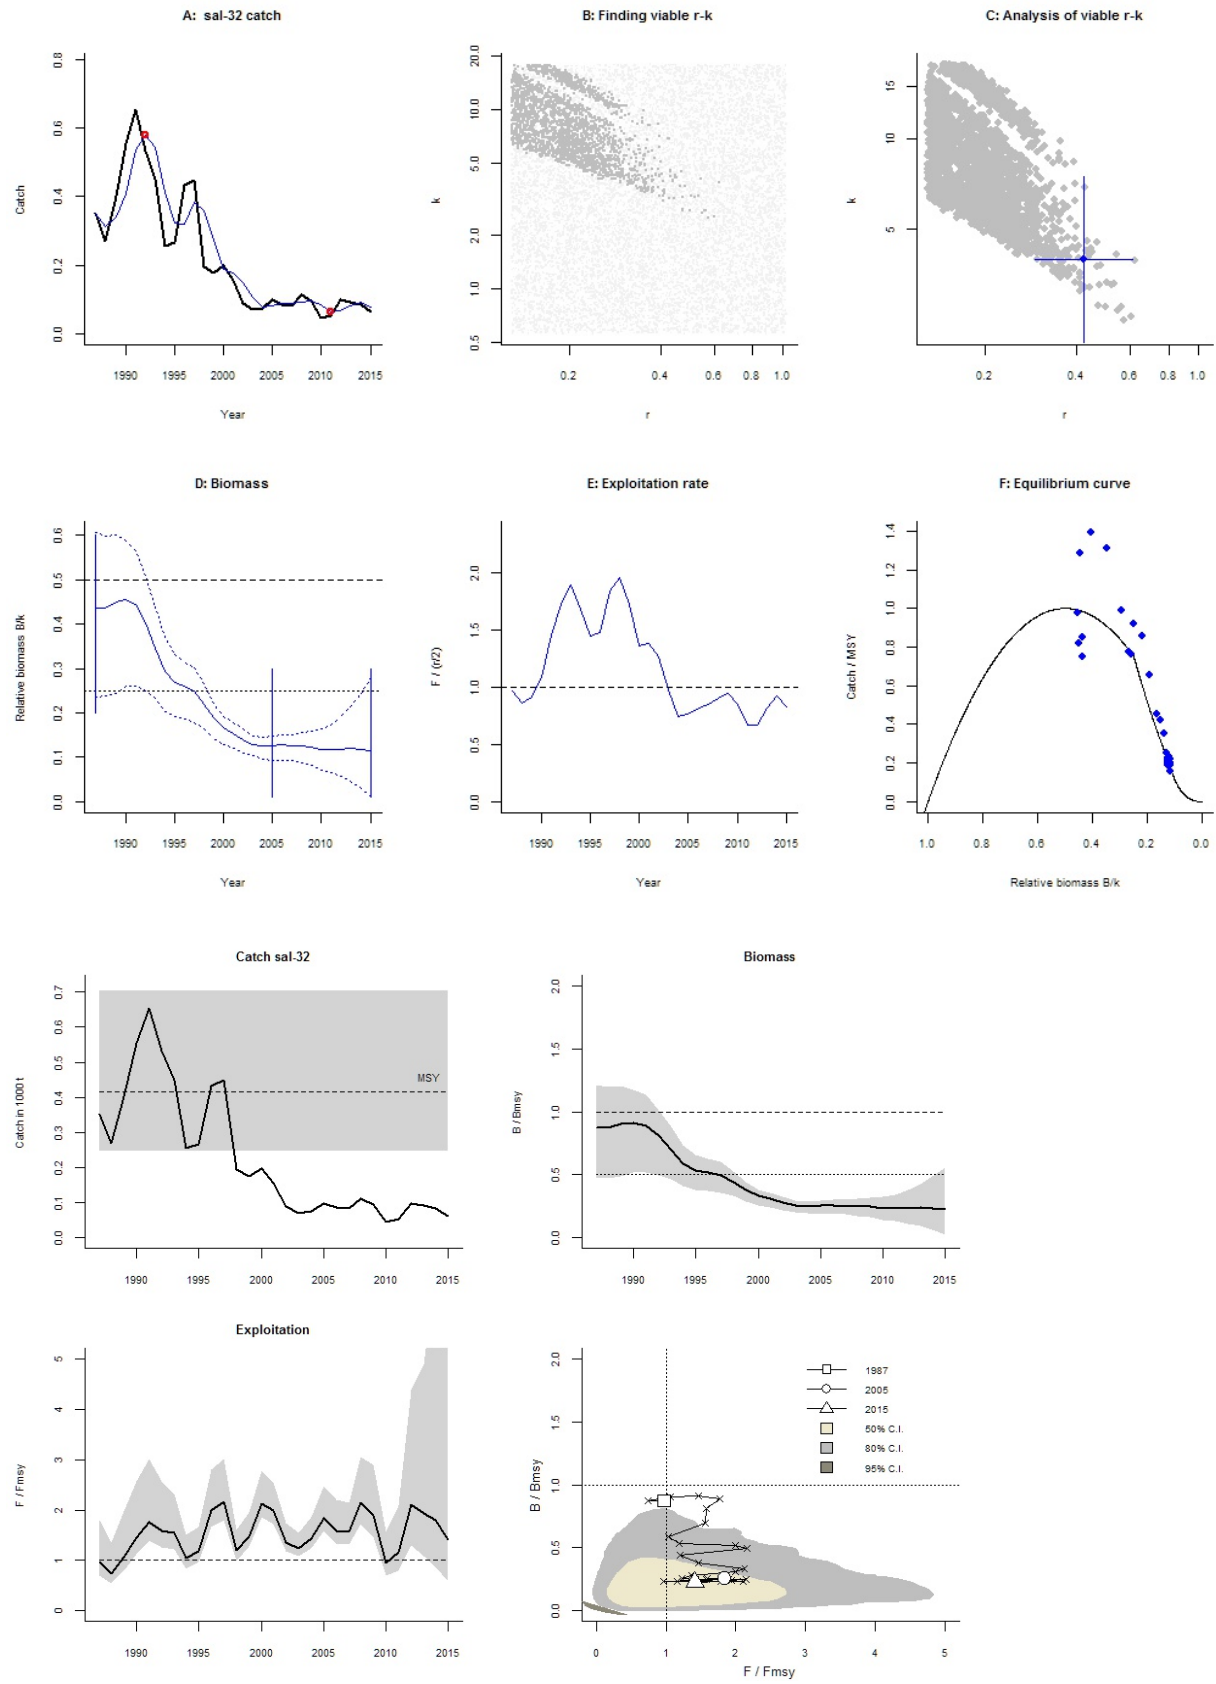 A:  sal-32 catch
Catch
0.0 0.2 0.4 0.6 0.8
1990 1995 2000 2005 2010 2015
Year
B: Finding viable r-k
k
0.5 1.0 2.0 5.0 10.0 20.0
0.2 0.4 0.6 0.8 1.0
r
C: Analysis of viable r-k
k
5 10 15
0.2 0.4 0.6 0.8 1.0
r
D: Biomass
Relative biomass B/k
0.0 0.1 0.2 0.3 0.4 0.5 0.6
1990 1995 2000 2005 2010 2015
Year
E: Exploitation rate
F / (r/2)
0.0 0.5 1.0 1.5 2.0
1990 1995 2000 2005 2010 2015
Year
F: Equilibrium curve
Catch / MSY
0.0 0.2 0.4 0.6 0.8 1.0 1.2 1.4
1.0 0.8 0.6 0.4 0.2 0.0
Relative biomass B/k
Catch sal-32
Catch in 1000 t
0.0 0.1 0.2 0.3 0.4 0.5 0.6 0.7
MSY
1990 1995 2000 2005 2010 2015
Biomass
B / Bmsy
0.0 0.5 1.0 1.5 2.0
1990 1995 2000 2005 2010 2015
Exploitation
F / Fmsy
0 1 2 3 4 5
1990 1995 2000 2005 2010 2015
B / Bmsy
0.0 0.5 1.0 1.5 2.0
1987
2005
2015
50% C.I.
80% C.I.
95% C.I.
0 1 2 3 4 5
F / Fmsy